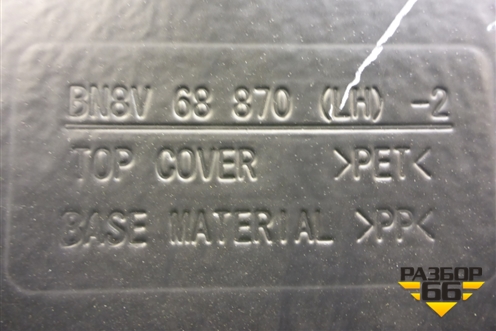 BN8V 68 870 (LH) -2
TOP COVER >PET<
BASE MATERIAL >PP<
РАЗБОР
66